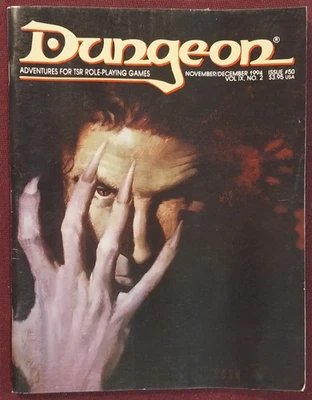 Dungeon®
ADVENTURES FOR TSR ROLE-PLAYING GAMES
NOVEMBER/DECEMBER 1994 ISSUE #50
VOL IX, NO. 2 $3.95 USA